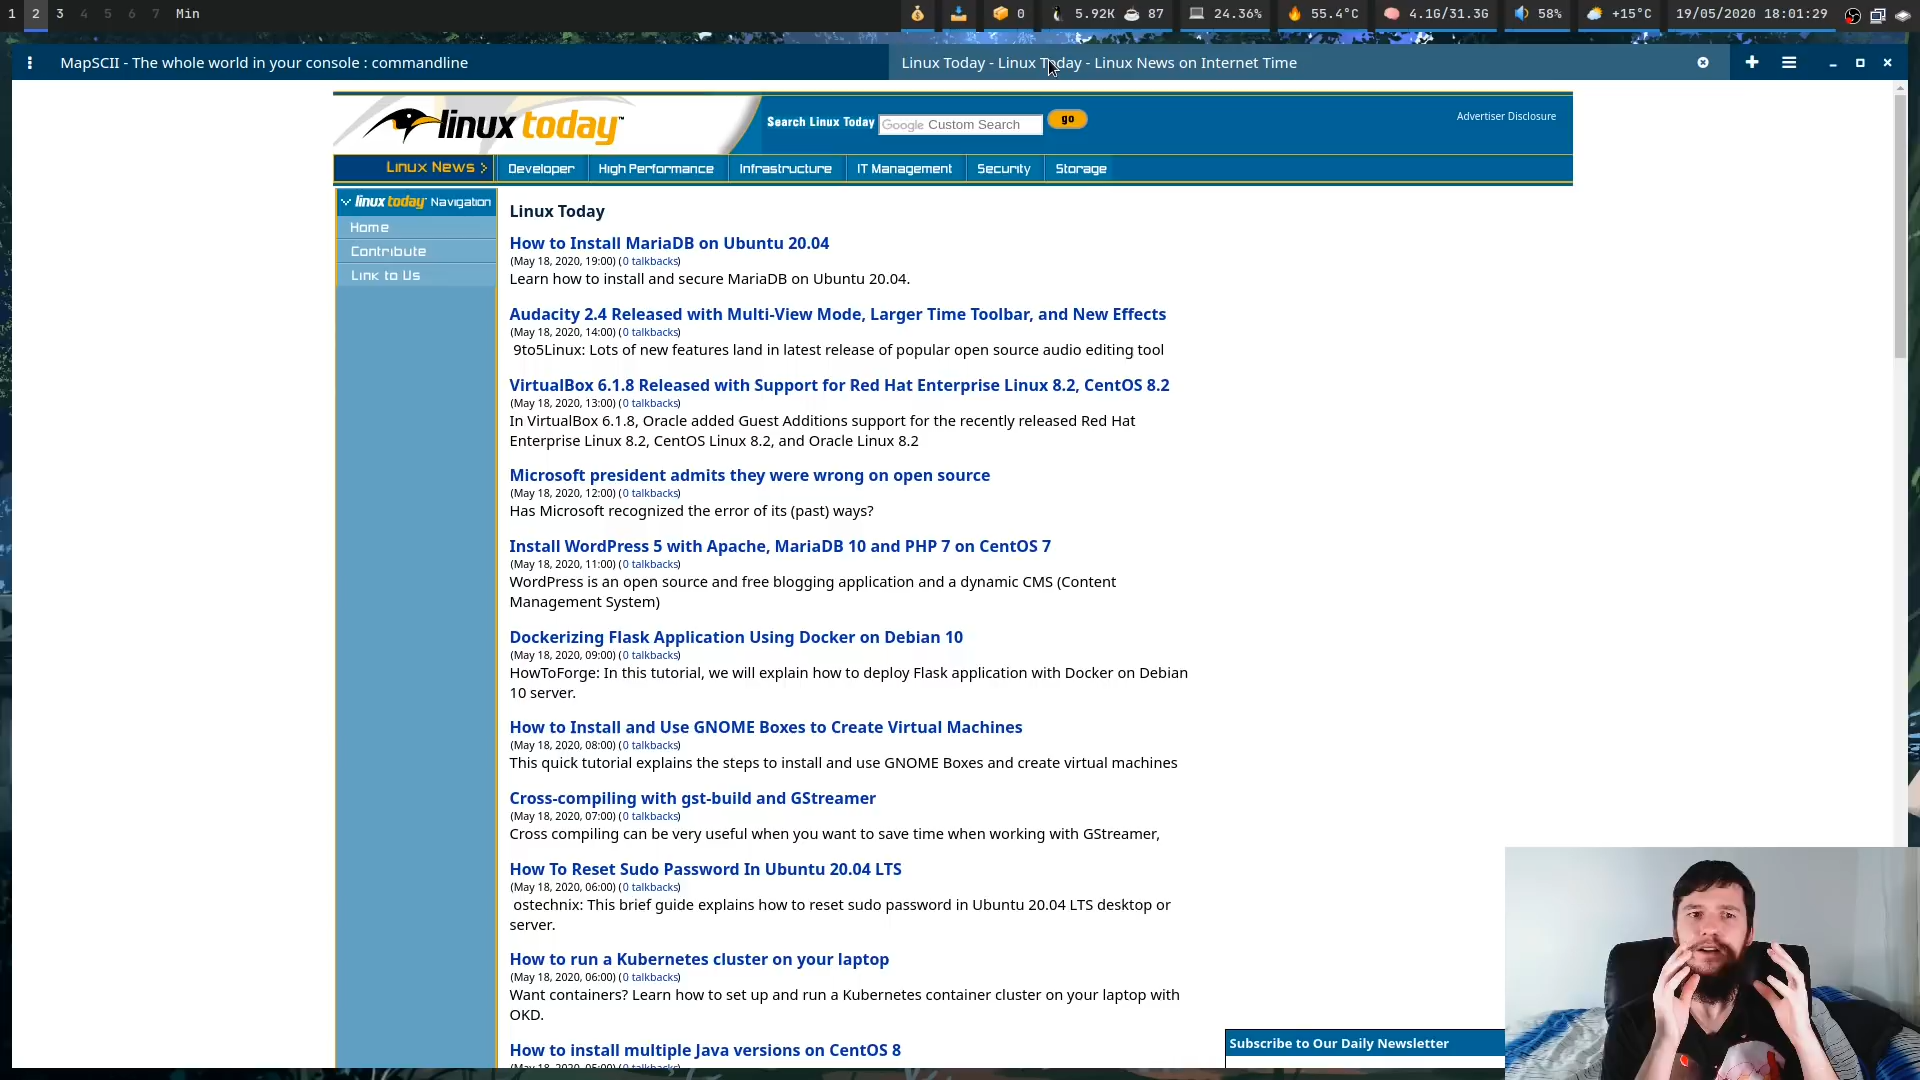 1 2 3 4 5 6 7 Min
0 5.92K 87 24.36% 55.4°C 4.1G/31.3G 58% +15°C 19/05/2020 18:01:29
MapSCII - The whole world in your console : commandline
Linux Today - Linux Today - Linux News on Internet Time
linux today
Search Linux Today
Google Custom Search
go
Advertiser Disclosure
Linux News >
Developer
High Performance
Infrastructure
IT Management
Security
Storage
linux today Navigation
Home
Contribute
Link to Us
Linux Today
How to Install MariaDB on Ubuntu 20.04
(May 18, 2020, 19:00) (0 talkbacks)
Learn how to install and secure MariaDB on Ubuntu 20.04.
Audacity 2.4 Released with Multi-View Mode, Larger Time Toolbar, and New Effects
(May 18, 2020, 14:00) (0 talkbacks)
9to5Linux: Lots of new features land in latest release of popular open source audio editing tool
VirtualBox 6.1.8 Released with Support for Red Hat Enterprise Linux 8.2, CentOS 8.2
(May 18, 2020, 13:00) (0 talkbacks)
In VirtualBox 6.1.8, Oracle added Guest Additions support for the recently released Red Hat
Enterprise Linux 8.2, CentOS Linux 8.2, and Oracle Linux 8.2
Microsoft president admits they were wrong on open source
(May 18, 2020, 12:00) (0 talkbacks)
Has Microsoft recognized the error of its (past) ways?
Install WordPress 5 with Apache, MariaDB 10 and PHP 7 on CentOS 7
(May 18, 2020, 11:00) (0 talkbacks)
WordPress is an open source and free blogging application and a dynamic CMS (Content
Management System)
Dockerizing Flask Application Using Docker on Debian 10
(May 18, 2020, 09:00) (0 talkbacks)
HowToForge: In this tutorial, we will explain how to deploy Flask application with Docker on Debian
10 server.
How to Install and Use GNOME Boxes to Create Virtual Machines
(May 18, 2020, 08:00) (0 talkbacks)
This quick tutorial explains the steps to install and use GNOME Boxes and create virtual machines
Cross-compiling with gst-build and GStreamer
(May 18, 2020, 07:00) (0 talkbacks)
Cross compiling can be very useful when you want to save time when working with GStreamer,
How To Reset Sudo Password In Ubuntu 20.04 LTS
(May 18, 2020, 06:00) (0 talkbacks)
ostechnix: This brief guide explains how to reset sudo password in Ubuntu 20.04 LTS desktop or
server.
How to run a Kubernetes cluster on your laptop
(May 18, 2020, 06:00) (0 talkbacks)
Want containers? Learn how to set up and run a Kubernetes container cluster on your laptop with
OKD.
How to install multiple Java versions on CentOS 8
Subscribe to Our Daily Newsletter